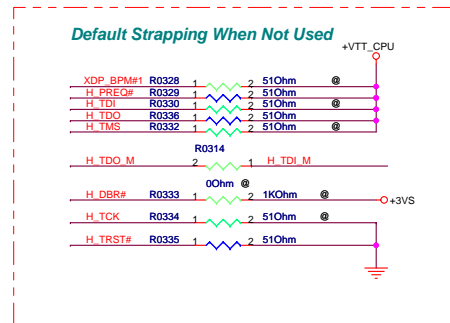 Default Strapping When Not Used
+VTT_CPU
XDP_BPM#1 R0328 1 2 51Ohm @
H_PREQ# R0329 1 2 51Ohm
H_TDI R0330 1 2 51Ohm @
H_TDO R0336 1 2 51Ohm
H_TMS R0332 1 2 51Ohm @
R0314
H_TDO_M 2 1 H_TDI_M
0Ohm @
H_DBR# R0333 1 2 1KOhm @ +3VS
H_TCK R0334 1 2 51Ohm @
H_TRST# R0335 1 2 51Ohm